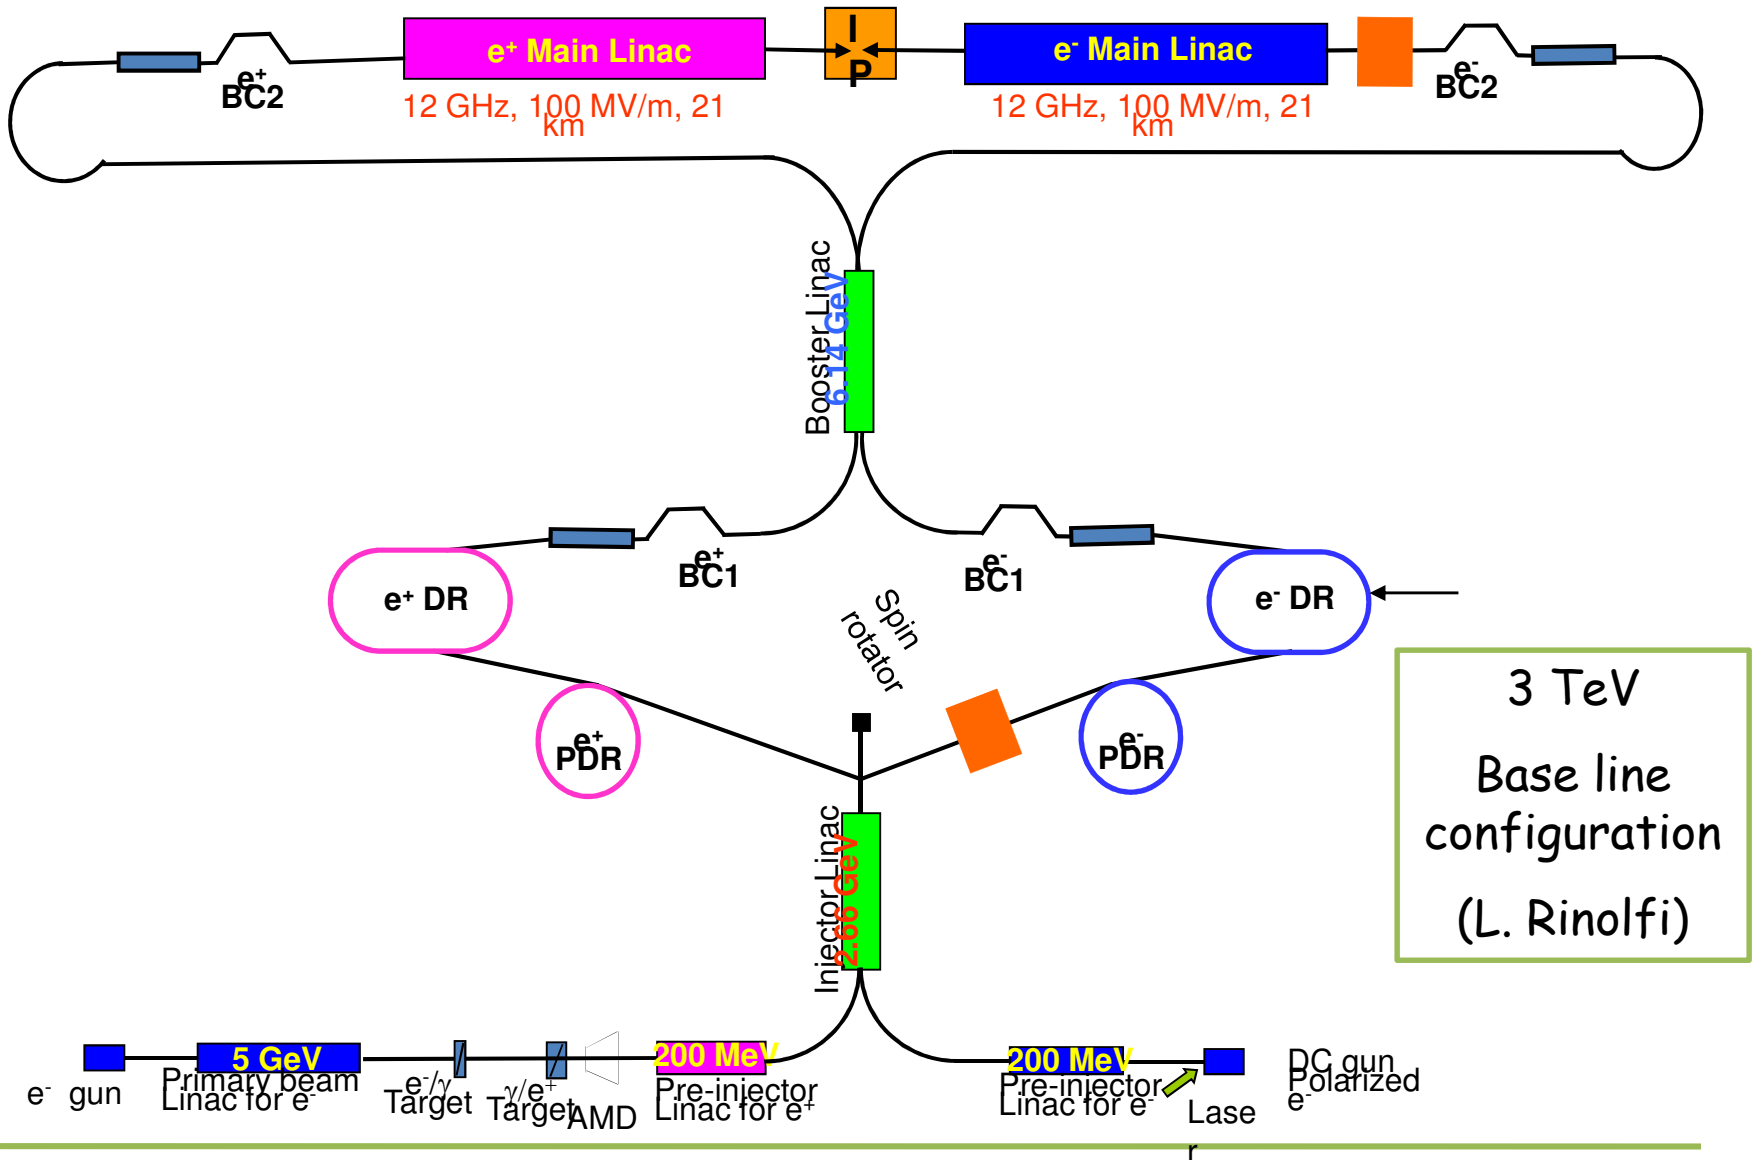 e⁺ Main Linac
I
P
e⁻ Main Linac
e⁺
BC2
12 GHz, 100 MV/m, 21
km
12 GHz, 100 MV/m, 21
km
e⁻
BC2
Booster Linac
6.14 GeV
e⁺
BC1
e⁻
BC1
e⁺ DR
e⁻ DR
Spin
rotator
e⁺
PDR
e⁻
PDR
3 TeV
Base line
configuration
(L. Rinolfi)
Injector Linac
2.66 GeV
e⁻ gun
5 GeV
Primary beam
Linac for e⁻
e⁻/γ
Target
γ/e⁺
Target
AMD
200 MeV
Pre-injector
Linac for e⁺
200 MeV
Pre-injector
Linac for e⁻
Lase
r
DC gun
Polarized
e⁻